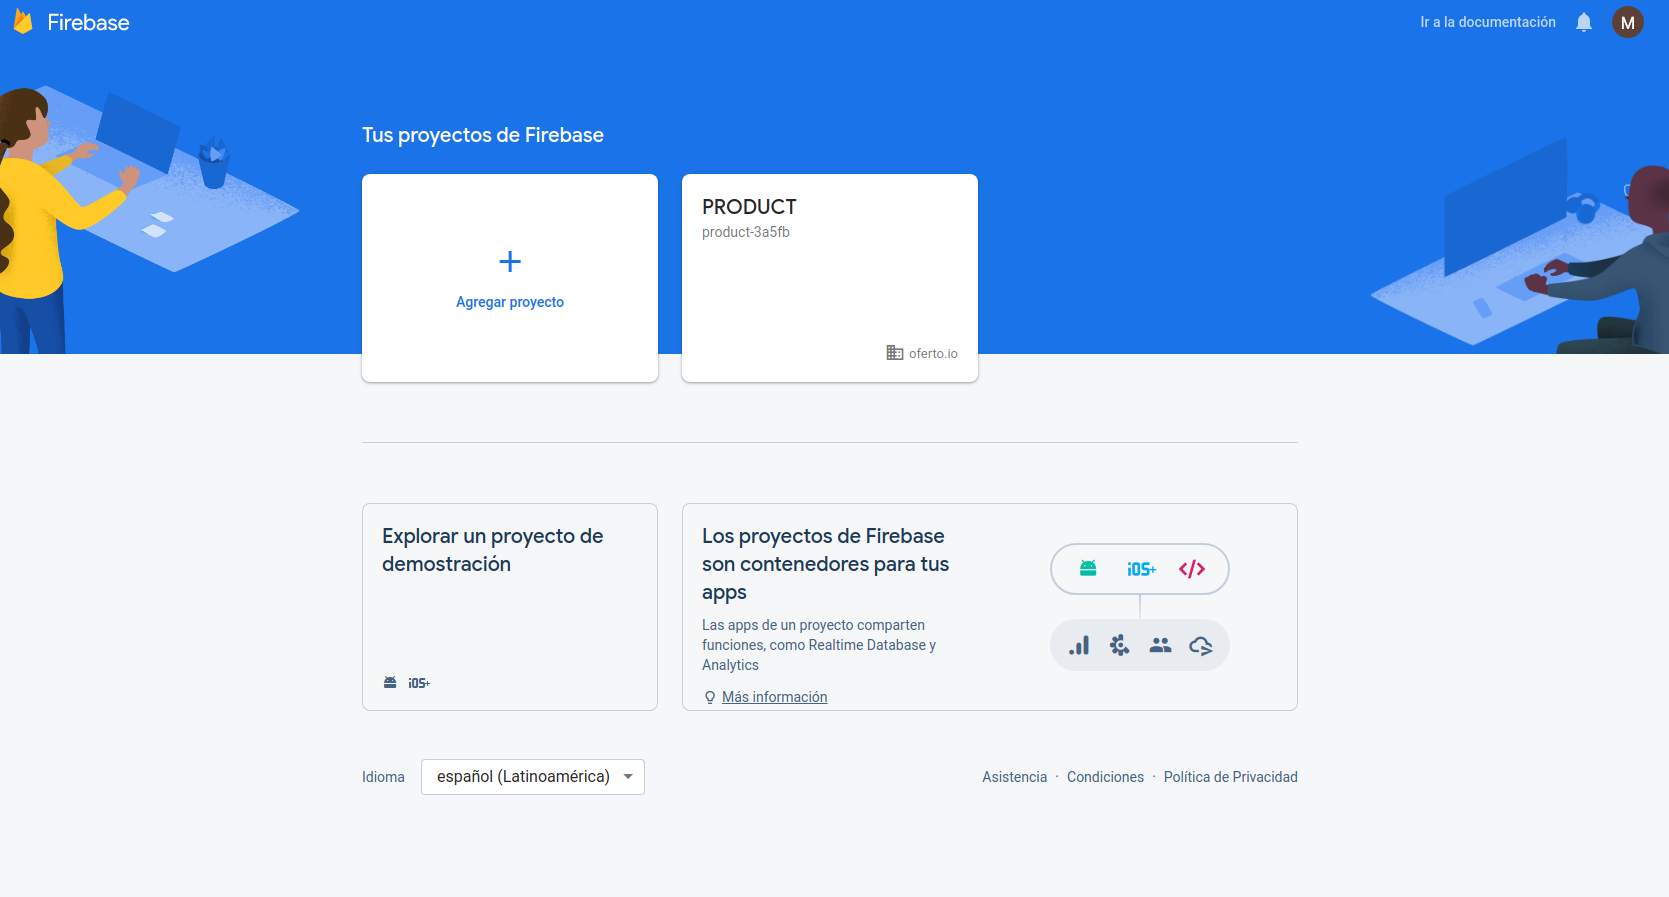 Firebase
Ir a la documentación
M
Tus proyectos de Firebase
Agregar proyecto
PRODUCT
product-3a5fb
oferto.io
Explorar un proyecto de
demostración
iOS+
Los proyectos de Firebase
son contenedores para tus
apps
Las apps de un proyecto comparten
funciones, como Realtime Database y
Analytics
Más información
iOS+
Idioma
español (Latinoamérica)
Asistencia · Condiciones · Política de Privacidad